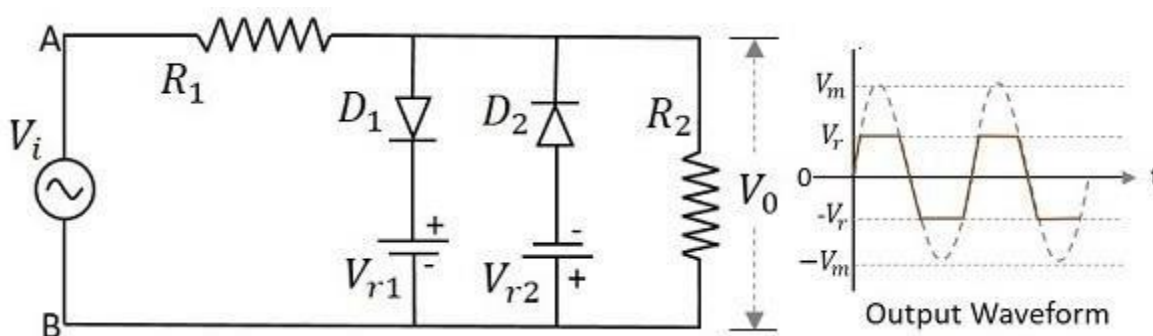 A
R₁
D₁
D₂
R₂
Vᵢ
V₀
+
-
Vᵣ₁
-
+
Vᵣ₂
B
Vₘ
Vᵣ
0
t
-Vᵣ
−Vₘ
Output Waveform